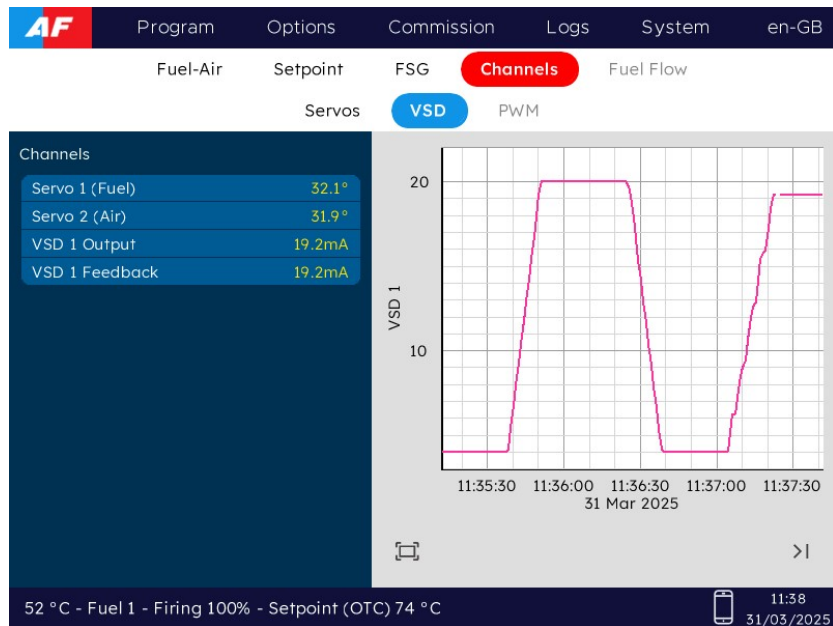 AF Program Options Commission Logs System en-GB
Fuel-Air Setpoint FSG Channels Fuel Flow
Servos VSD PWM
Channels
Servo 1 (Fuel) 32.1°
Servo 2 (Air) 31.9°
VSD 1 Output 19.2mA
VSD 1 Feedback 19.2mA
20
VSD 1
10
11:35:30 11:36:00 11:36:30 11:37:00 11:37:30
31 Mar 2025
52 °C - Fuel 1 - Firing 100% - Setpoint (OTC) 74 °C
11:38
31/03/2025